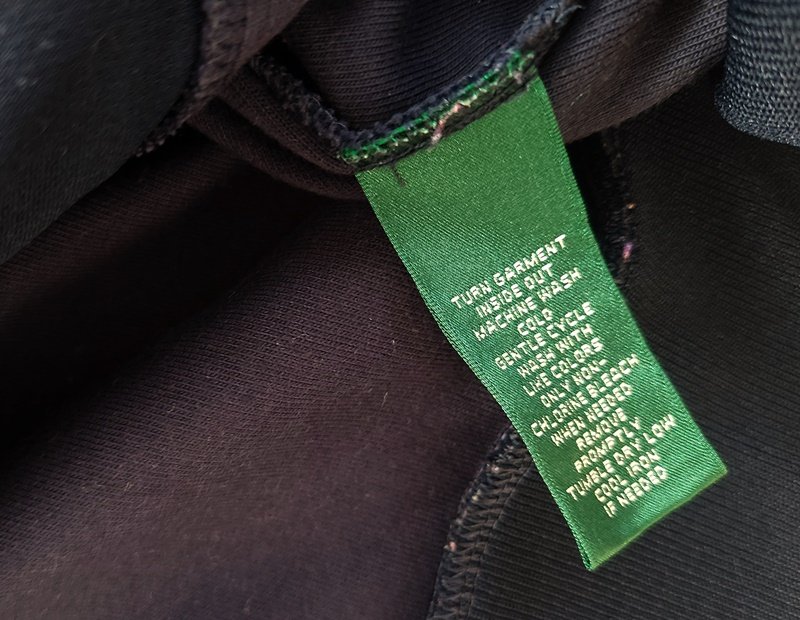 TURN GARMENT
INSIDE OUT
MACHINE WASH
COLD
GENTLE CYCLE
WASH WITH
LIKE COLORS
ONLY NON-
CHLORINE BLEACH
WHEN NEEDED
REMOVE
PROMPTLY
TUMBLE DRY LOW
COOL IRON
IF NEEDED